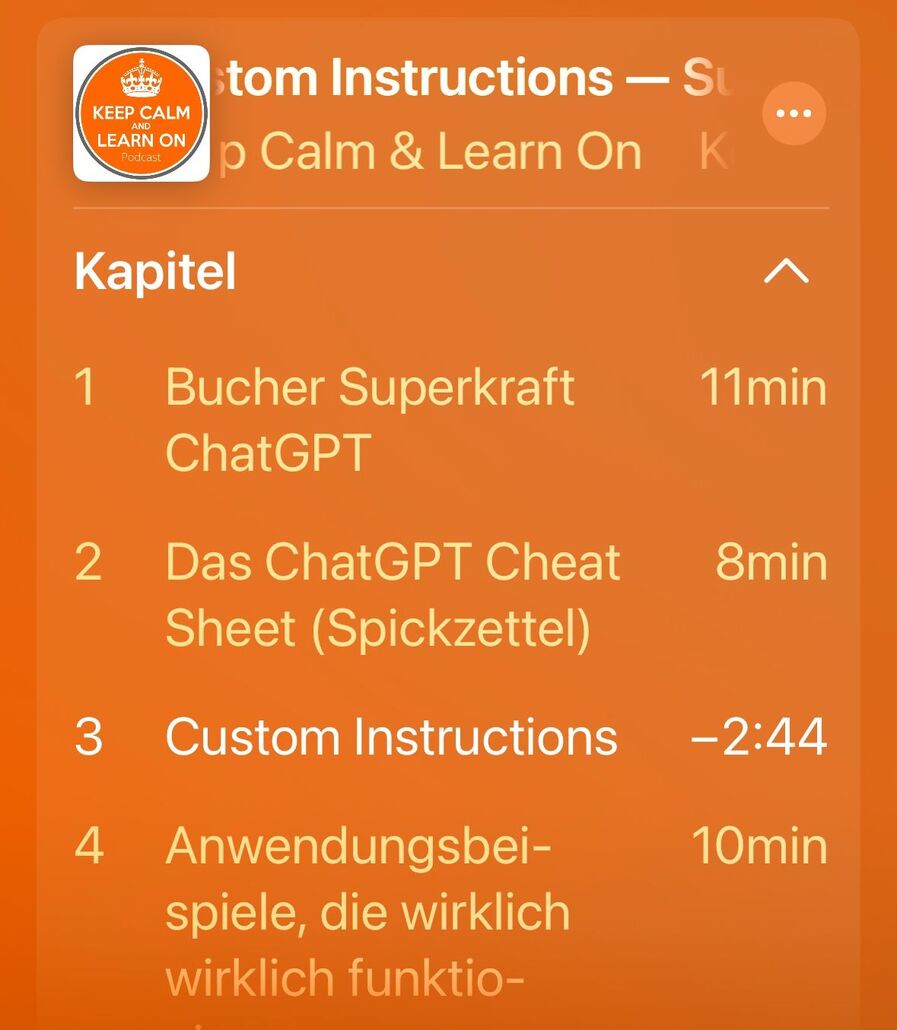 KEEP CALM
AND
LEARN ON
Podcast
stom Instructions —
p Calm & Learn On
Kapitel
1 Bucher Superkraft 11min
ChatGPT
2 Das ChatGPT Cheat 8min
Sheet (Spickzettel)
3 Custom Instructions –2:44
4 Anwendungsbei- 10min
spiele, die wirklich
wirklich funktio-